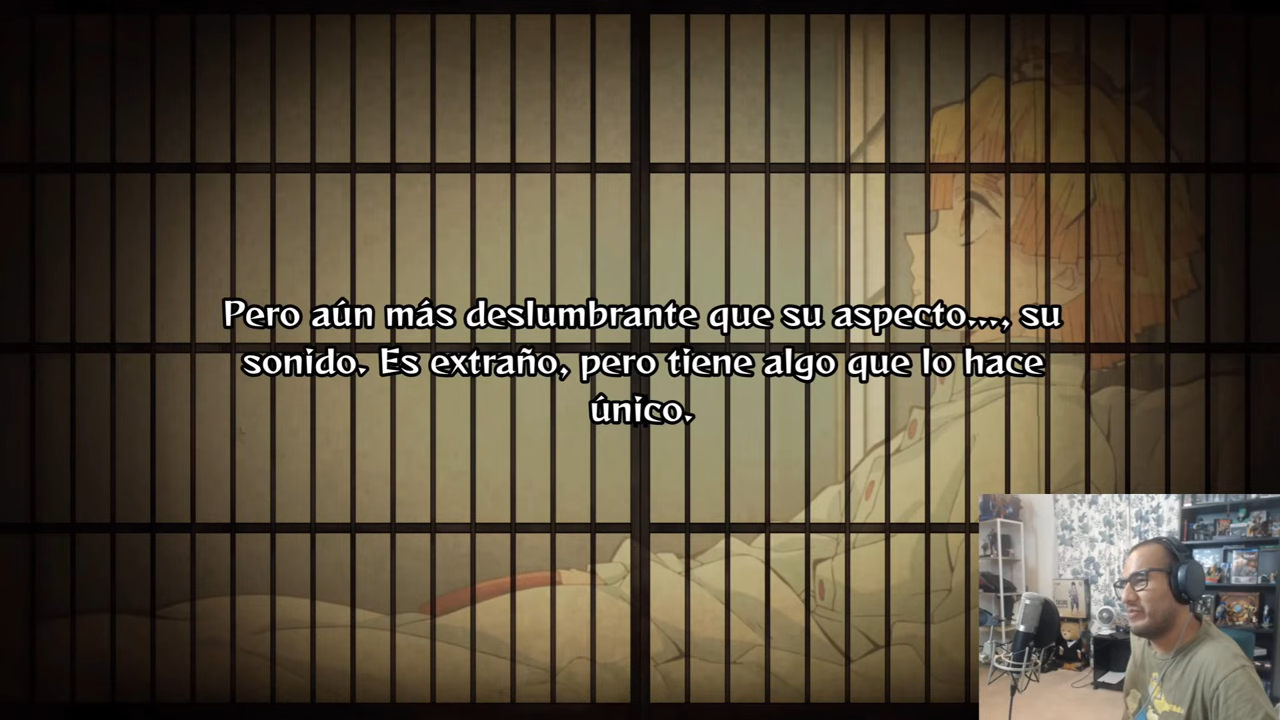 Pero aún más deslumbrante que su aspecto..., su
sonido. Es extraño, pero tiene algo que lo hace
único.